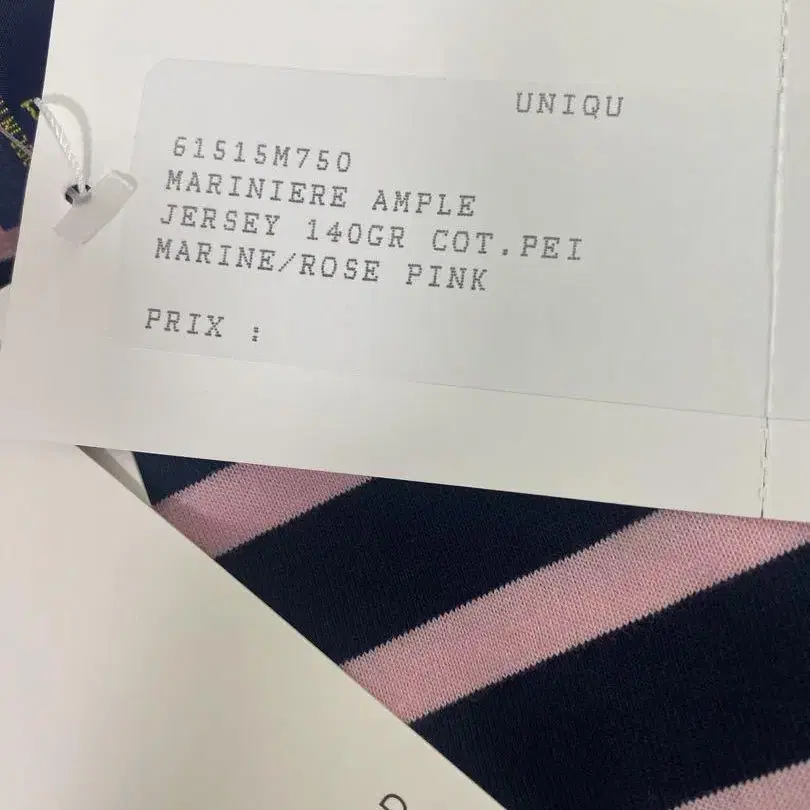 UNIQU
61515M750
MARINIERE AMPLE
JERSEY 140GR COT.PEI
MARINE/ROSE PINK
PRIX :